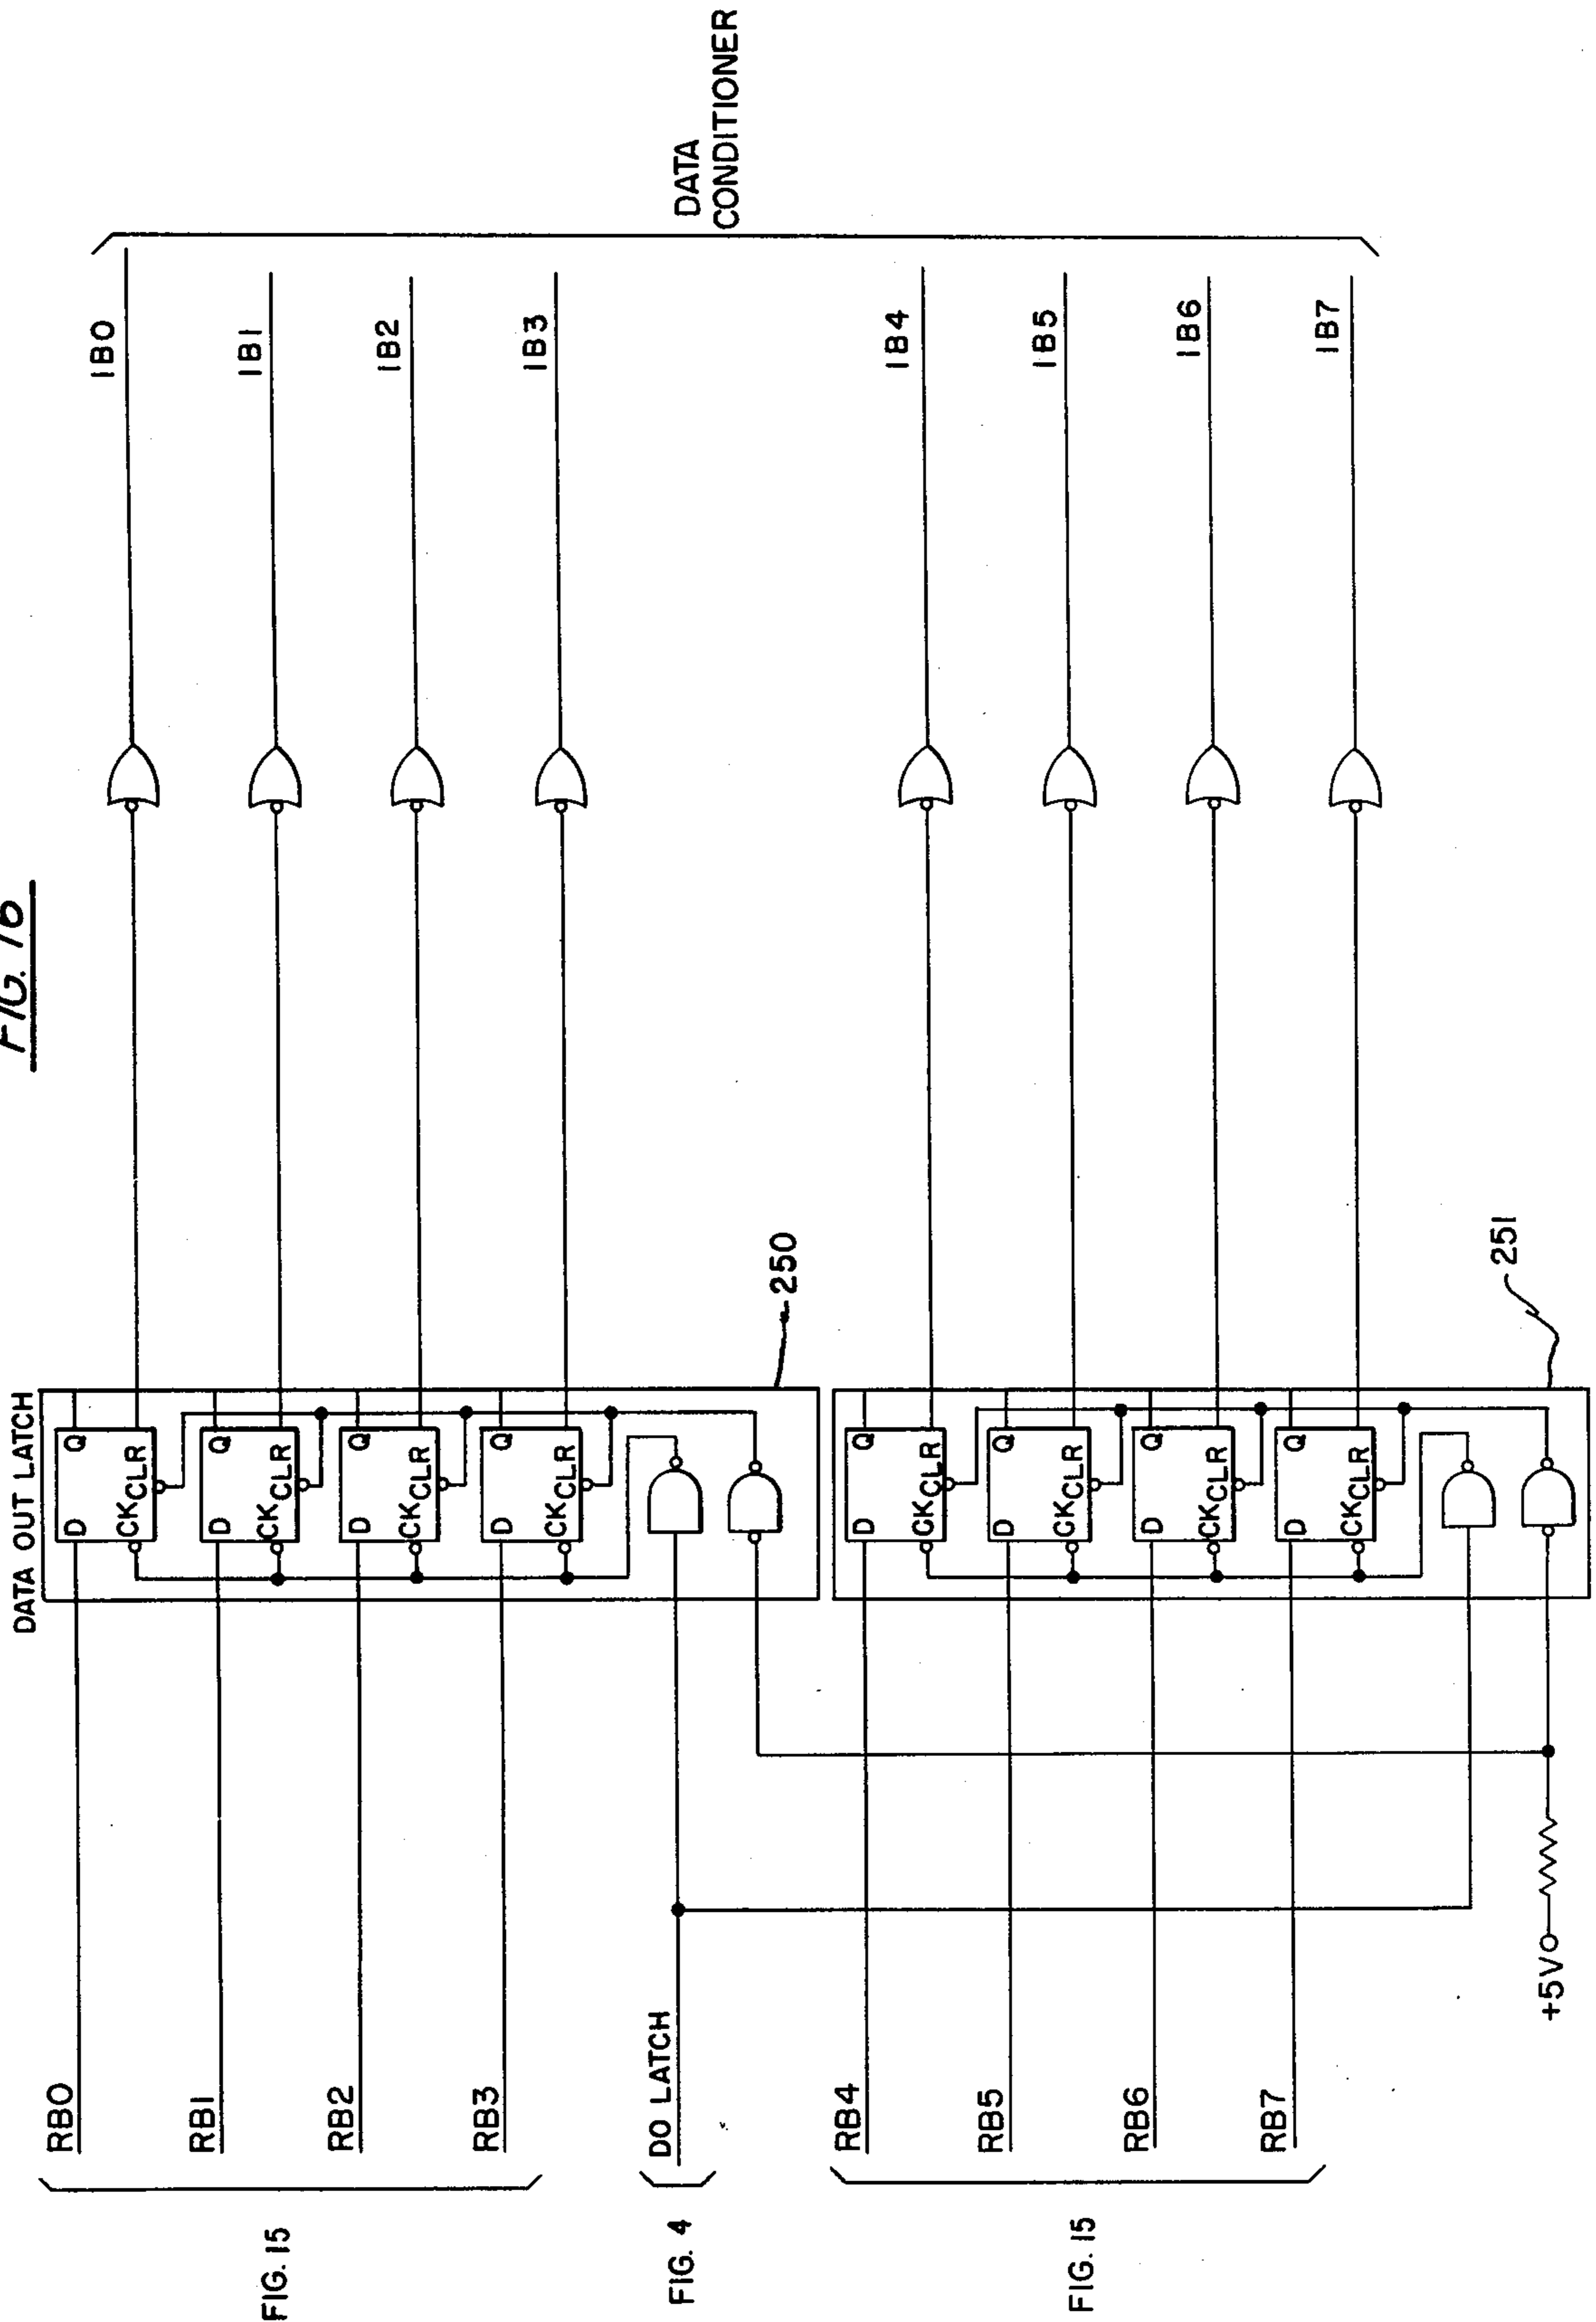 FIG. 16
DATA OUT LATCH
FIG. 15
RB0
D
Q
CK
CLR
IB0
RB1
D
Q
CK
CLR
IB1
RB2
D
Q
CK
CLR
IB2
RB3
D
Q
CK
CLR
IB3
DATA
CONDITIONER
FIG. 4
DO LATCH
250
FIG. 15
RB4
D
Q
CK
CLR
IB4
RB5
D
Q
CK
CLR
IB5
RB6
D
Q
CK
CLR
IB6
RB7
D
Q
CK
CLR
IB7
+5V
251